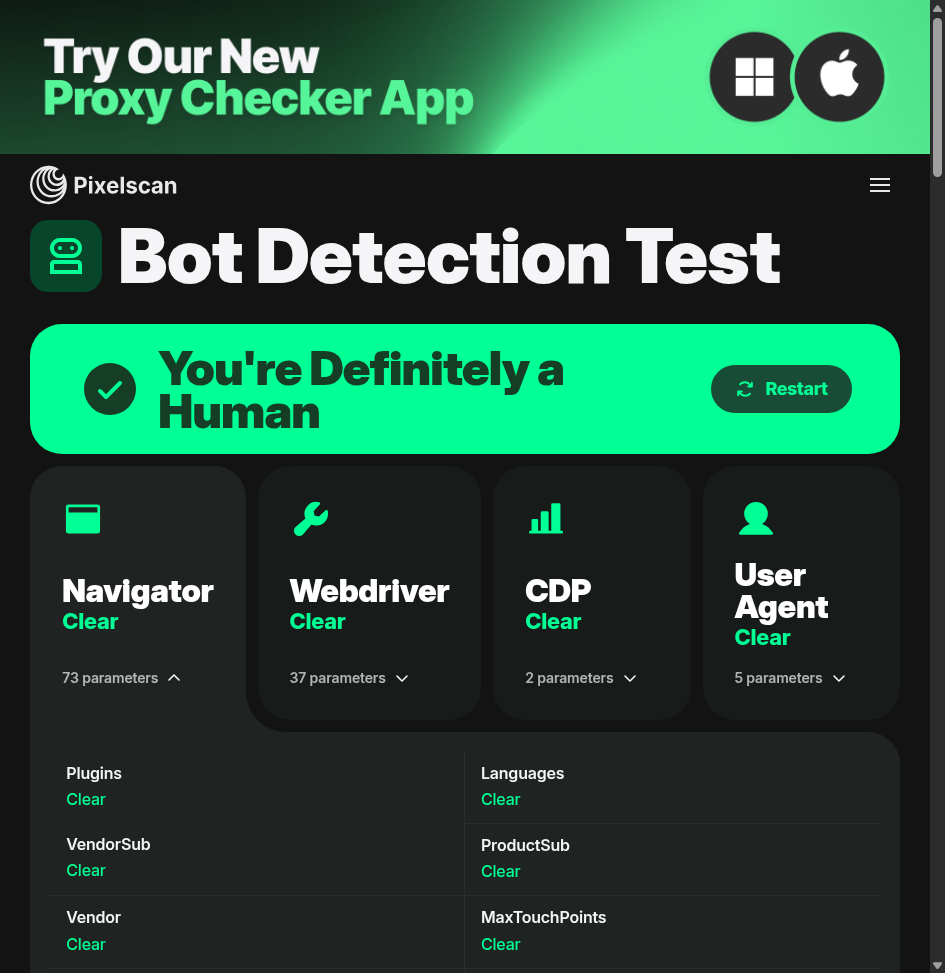 Try Our New
Proxy Checker App
Pixelscan
Bot Detection Test
You're Definitely a
Human
Restart
Navigator
Clear
73 parameters
Webdriver
Clear
37 parameters
CDP
Clear
2 parameters
User
Agent
Clear
5 parameters
Plugins
Clear
Languages
Clear
VendorSub
Clear
ProductSub
Clear
Vendor
Clear
MaxTouchPoints
Clear